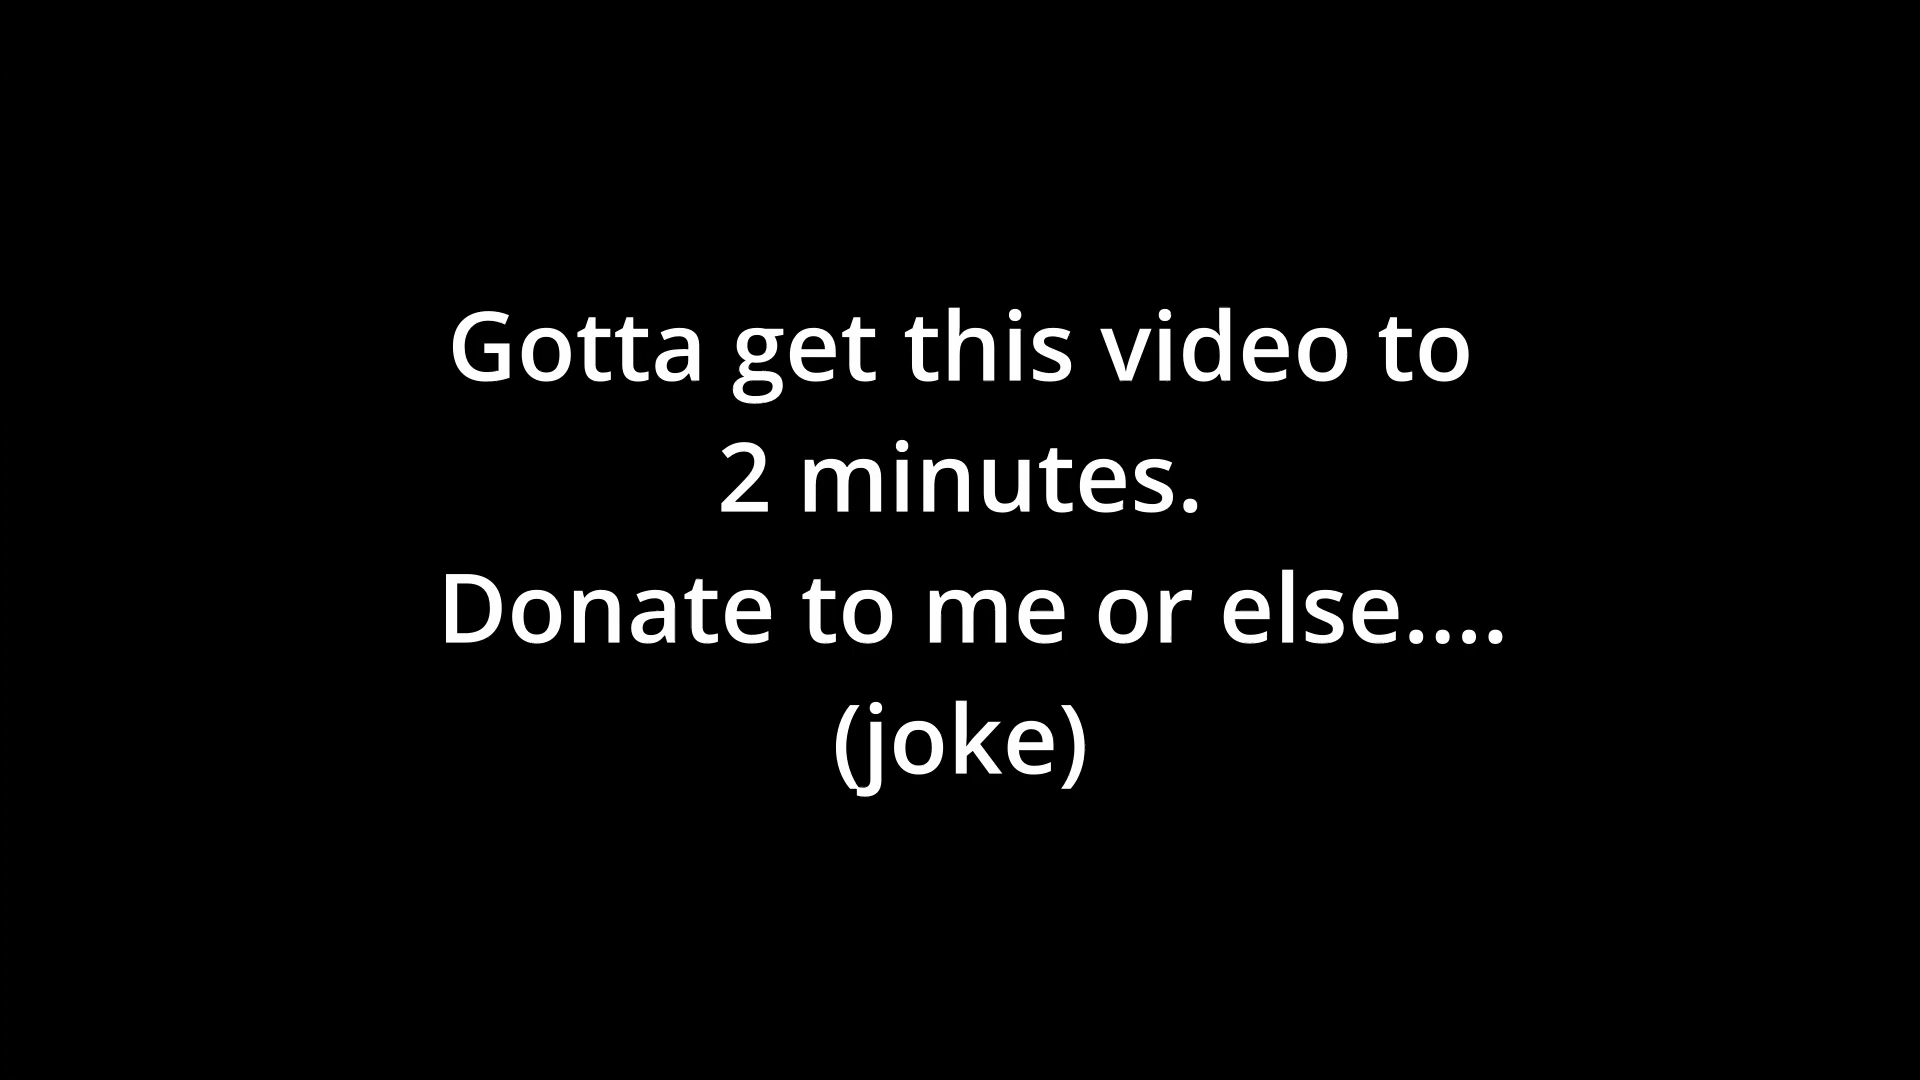 Gotta get this video to
2 minutes.
Donate to me or else....
(joke)